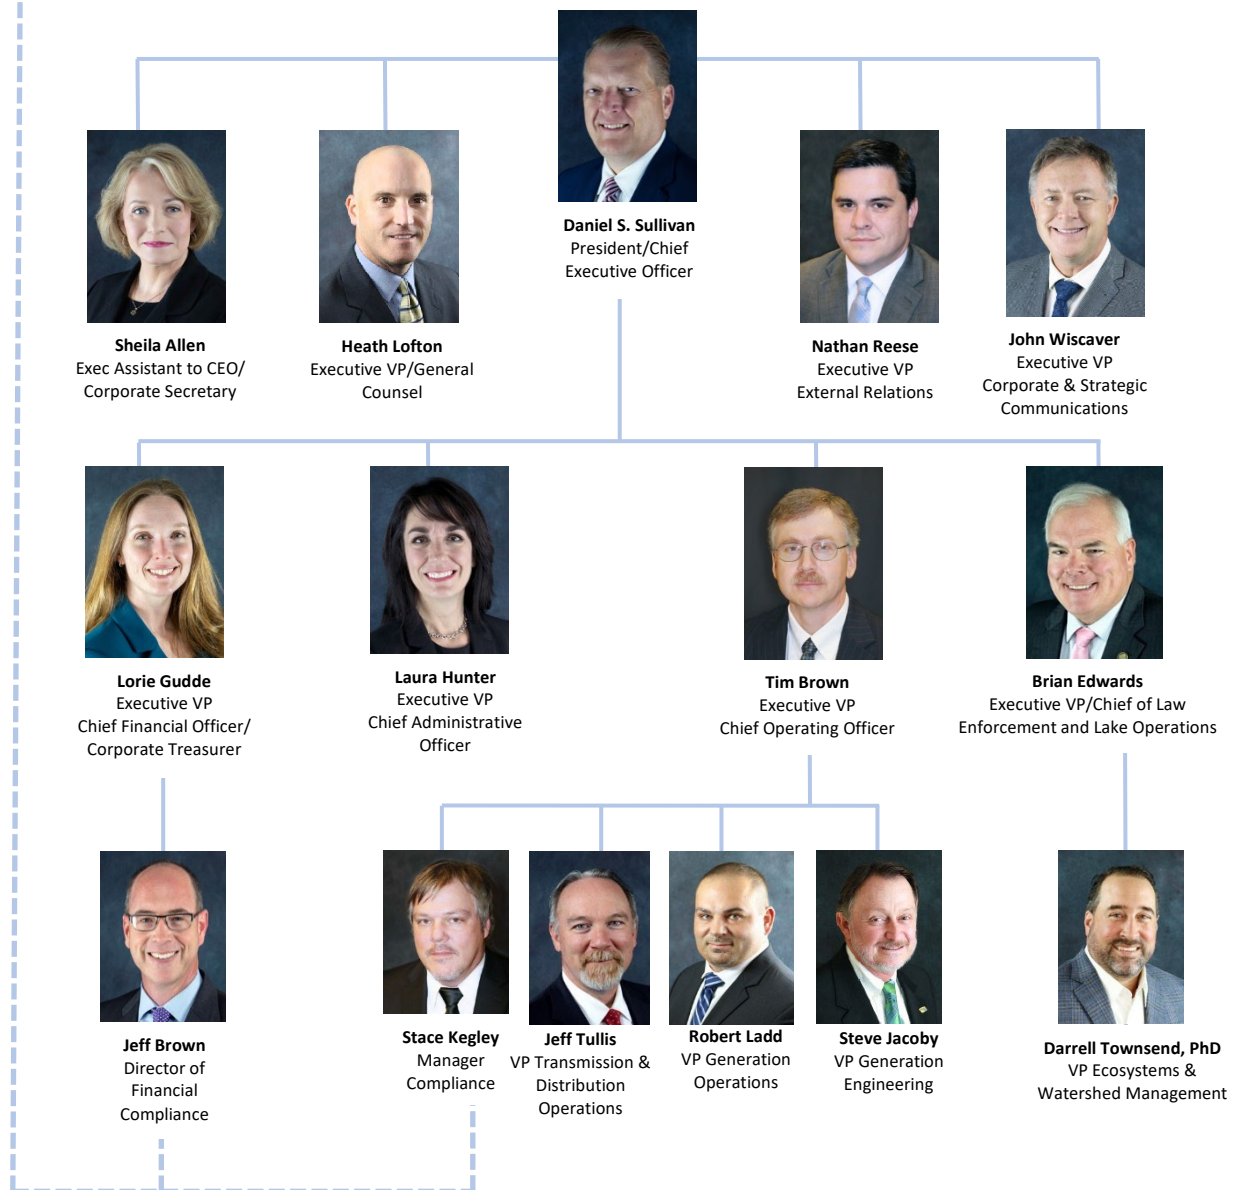 Daniel S. Sullivan
President/Chief
Executive Officer
Sheila Allen
Exec Assistant to CEO/
Corporate Secretary
Heath Lofton
Executive VP/General
Counsel
Nathan Reese
Executive VP
External Relations
John Wiscaver
Executive VP
Corporate & Strategic
Communications
Lorie Gudde
Executive VP
Chief Financial Officer/
Corporate Treasurer
Laura Hunter
Executive VP
Chief Administrative
Officer
Tim Brown
Executive VP
Chief Operating Officer
Brian Edwards
Executive VP/Chief of Law
Enforcement and Lake Operations
Jeff Brown
Director of
Financial
Compliance
Stace Kegley
Manager
Compliance
Jeff Tullis
VP Transmission &
Distribution
Operations
Robert Ladd
VP Generation
Operations
Steve Jacoby
VP Generation
Engineering
Darrell Townsend, PhD
VP Ecosystems &
Watershed Management